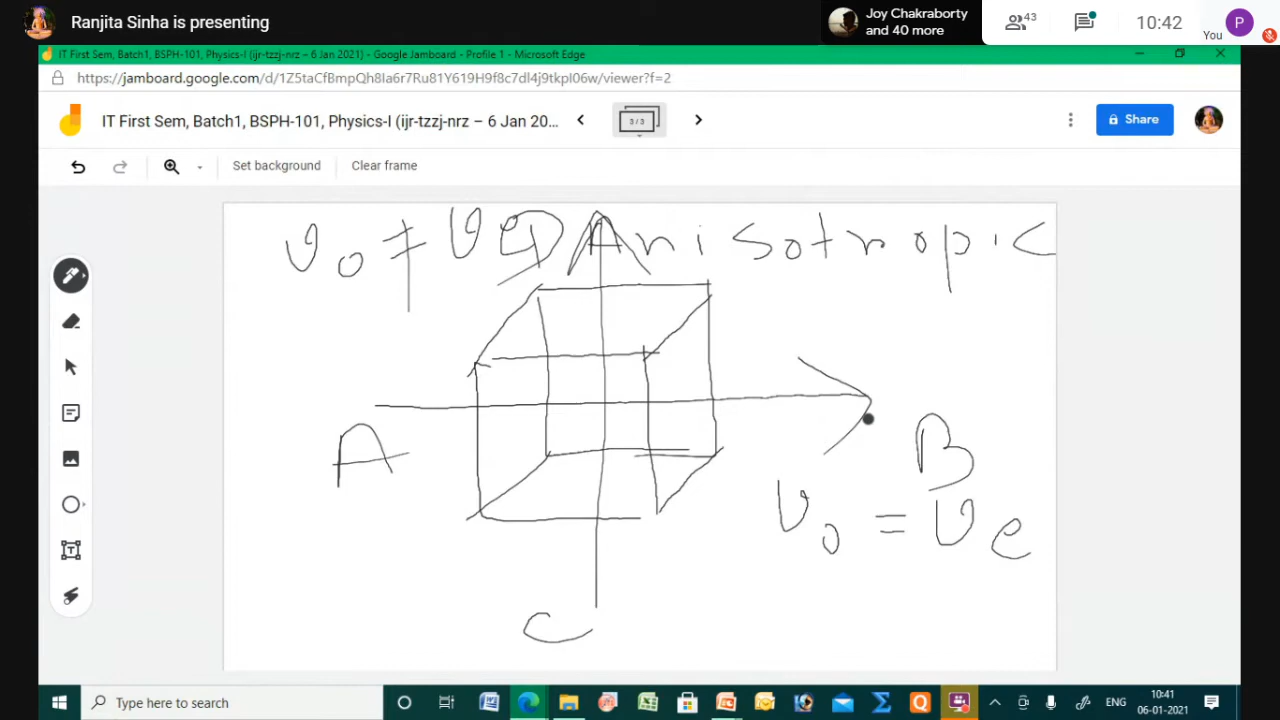 Ranjita Sinha is presenting
Joy Chakraborty
and 40 more
43
10:42
You
P
IT First Sem, Batch1, BSPH-101, Physics-I (ijr-tzzj-nrz – 6 Jan 2021) - Google Jamboard - Profile 1 - Microsoft Edge
https://jamboard.google.com/d/1Z5taCfBmpQh8Ia6r7Ru81Y619H9f8c7dl4j9tkpI06w/viewer?f=2
IT First Sem, Batch1, BSPH-101, Physics-I (ijr-tzzj-nrz – 6 Jan 20...
3/3
Share
Set background
Clear frame
v₀ ≠ ve D Anisotropic
A
B
v₀ = ve
C
Type here to search
ENG
10:41
06-01-2021